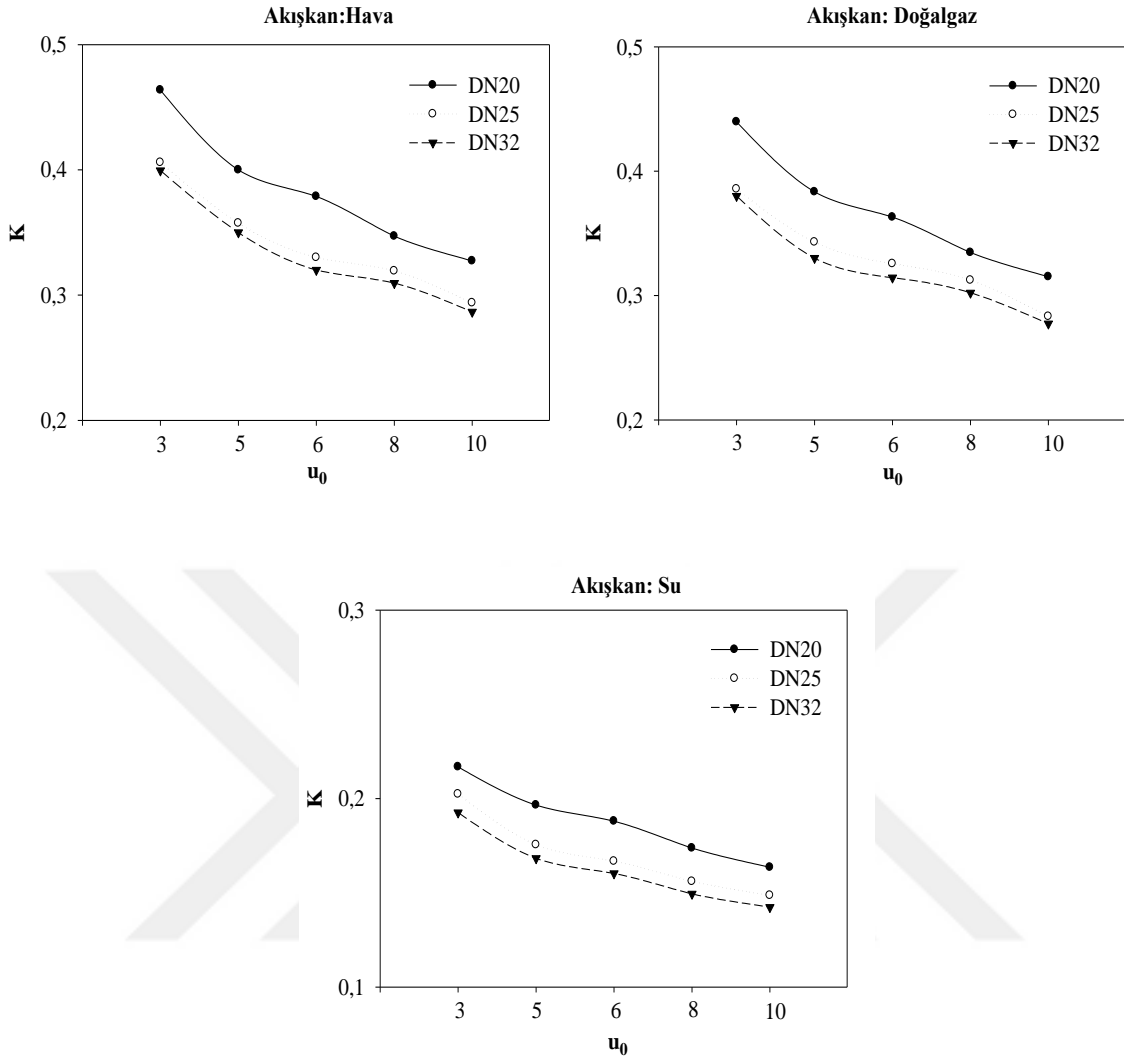 Akışkan:Hava
0,5
0,4
0,3
0,2
K
DN20
DN25
DN32
3 5 6 8 10
u0
Akışkan: Doğalgaz
0,5
0,4
0,3
0,2
K
DN20
DN25
DN32
3 5 6 8 10
u0
Akışkan: Su
0,3
0,2
0,1
K
DN20
DN25
DN32
3 5 6 8 10
u0